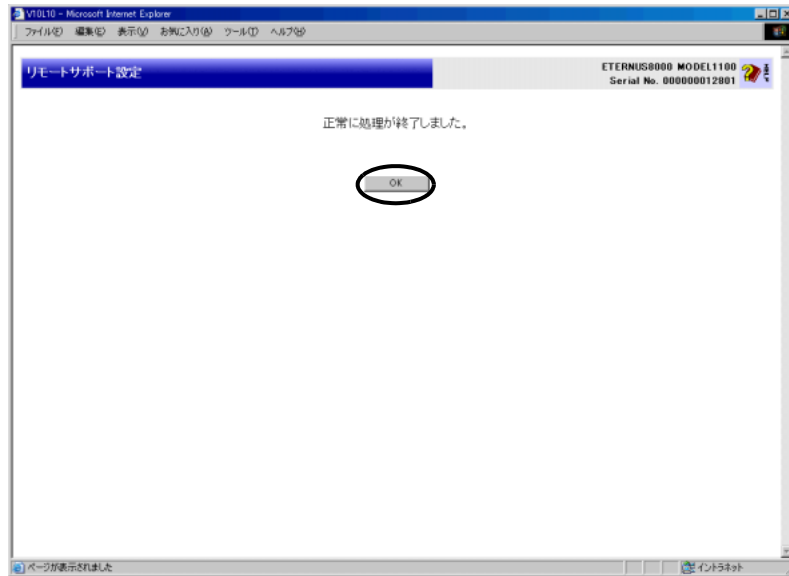 V10L10 - Microsoft Internet Explorer
ファイル(F) 編集(E) 表示(V) お気に入り(A) ツール(T) ヘルプ(H)
リモートサポート設定
ETERNUS8000 MODEL1100
Serial No. 000000012801
ヘルプ
正常に処理が終了しました。
OK
ページが表示されました
イントラネット